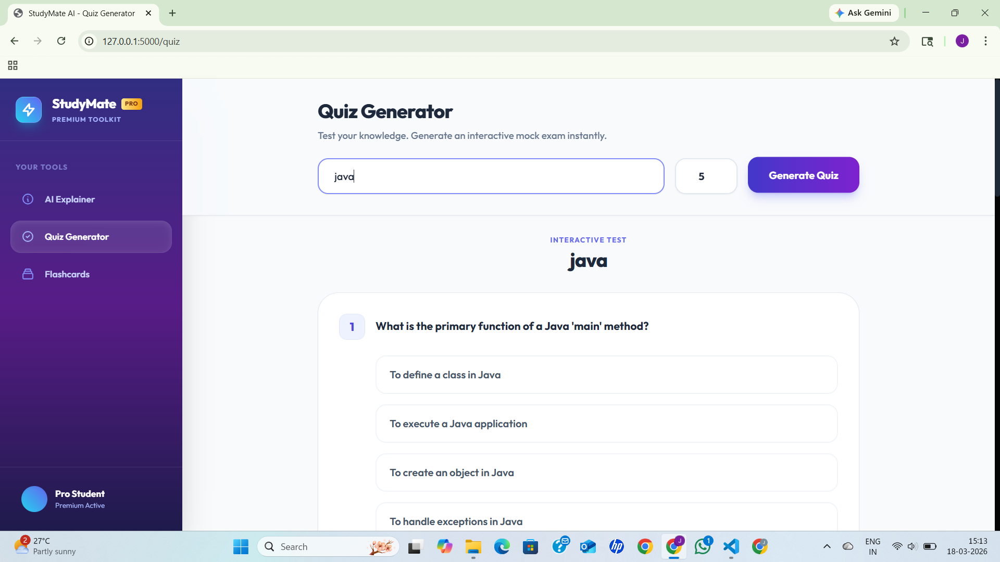 StudyMate AI - Quiz Generator
Ask Gemini
127.0.0.1:5000/quiz
J
StudyMate PRO
PREMIUM TOOLKIT
YOUR TOOLS
AI Explainer
Quiz Generator
Flashcards
Pro Student
Premium Active
Quiz Generator
Test your knowledge. Generate an interactive mock exam instantly.
java
5
Generate Quiz
INTERACTIVE TEST
java
1
What is the primary function of a Java 'main' method?
To define a class in Java
To execute a Java application
To create an object in Java
To handle exceptions in Java
2
27°C
Partly sunny
Search
hp
J
1
J
ENG
IN
15:13
18-03-2026